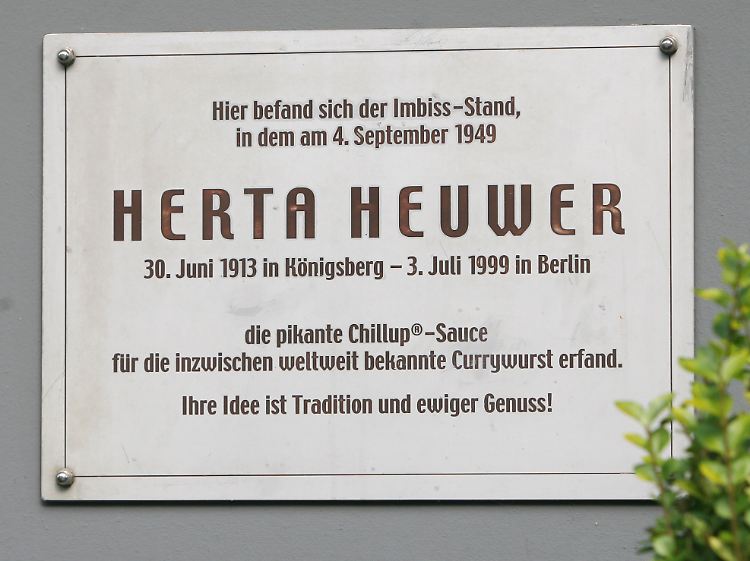 Hier befand sich der Imbiss-Stand,
in dem am 4. September 1949
HERTA HEUWER
30. Juni 1913 in Königsberg – 3. Juli 1999 in Berlin
die pikante Chillup®-Sauce
für die inzwischen weltweit bekannte Currywurst erfand.
Ihre Idee ist Tradition und ewiger Genuss!